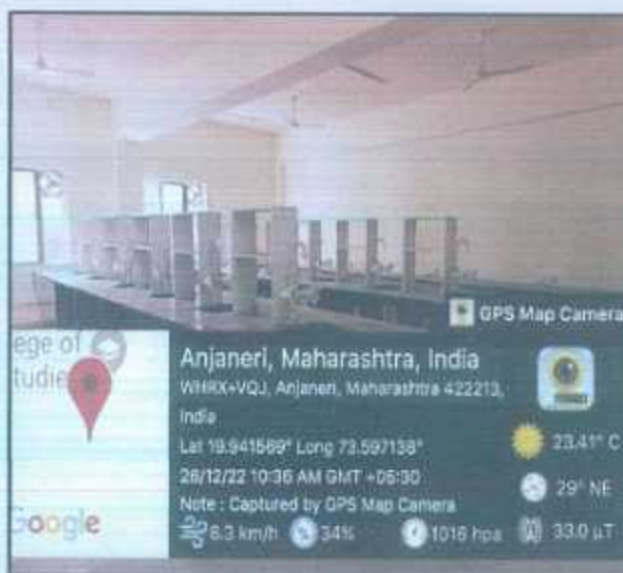 GPS Map Camera
ege of
tudie
Google
Anjaneri, Maharashtra, India
WHRX+VQJ, Anjaneri, Maharashtra 422213,
India
Lat 19.941569° Long 73.597138°
26/12/22 10:36 AM GMT +05:30
Note : Captured by GPS Map Camera
23.41° C
29° NE
8.3 km/h
34%
1016 hpa
33.0 µT